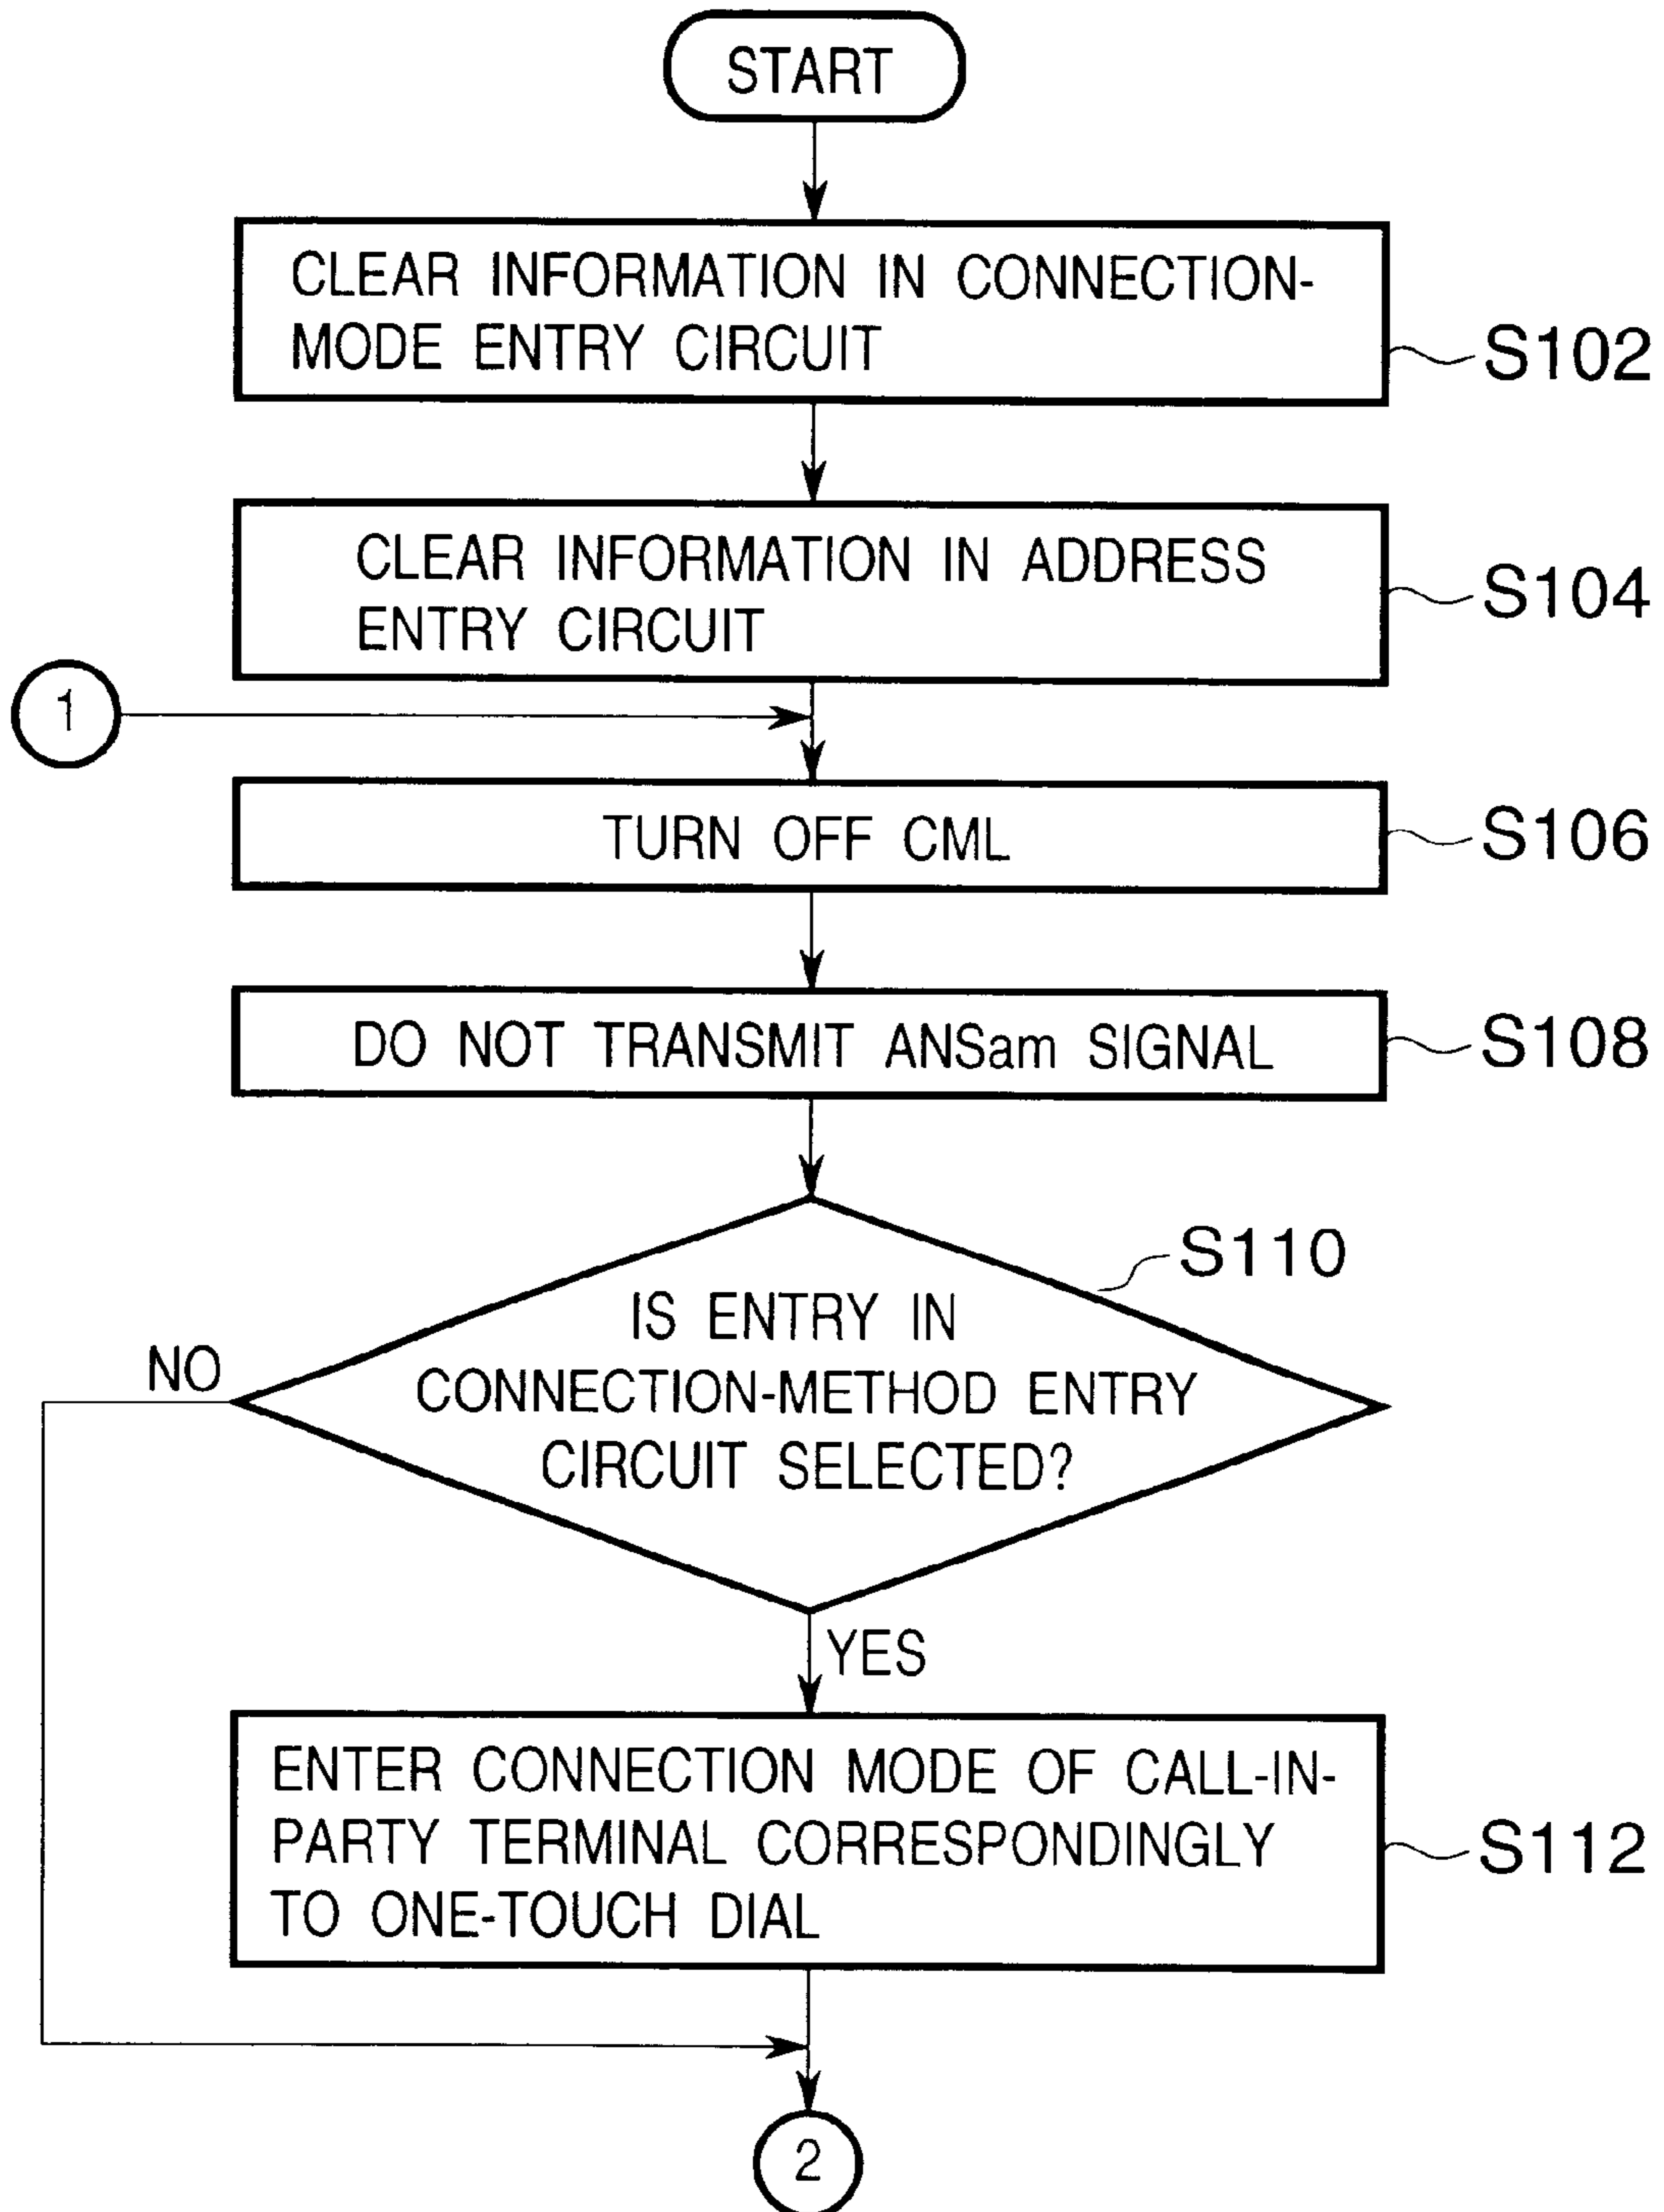 START
CLEAR INFORMATION IN CONNECTION-
MODE ENTRY CIRCUIT
S102
CLEAR INFORMATION IN ADDRESS
ENTRY CIRCUIT
S104
1
TURN OFF CML
S106
DO NOT TRANSMIT ANSam SIGNAL
S108
S110
IS ENTRY IN
CONNECTION-METHOD ENTRY
CIRCUIT SELECTED?
NO
YES
ENTER CONNECTION MODE OF CALL-IN-
PARTY TERMINAL CORRESPONDINGLY
TO ONE-TOUCH DIAL
S112
2